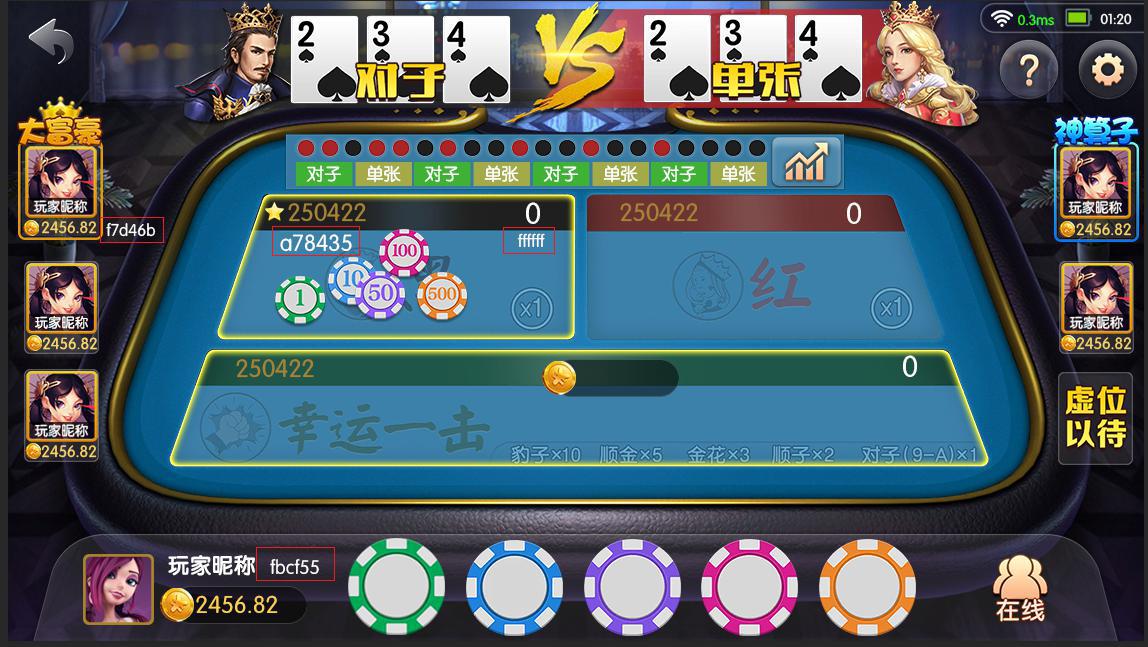 2 3 4
对子
VS
2 3 4
单张
0.3ms
01:20
?
大富豪
玩家昵称
2456.82
f7d46b
玩家昵称
2456.82
玩家昵称
2456.82
神算子
玩家昵称
2456.82
玩家昵称
2456.82
虚位
以待
对子 单张 对子 单张 对子 单张 对子 单张
250422
0
a78435
ffffff
100
10
50
1
500
x1
250422
0
红
x1
250422
0
幸运一击
豹子×10 顺金×5 金花×3 顺子×2 对子(9-A)×1
玩家昵称
fbcf55
2456.82
在线